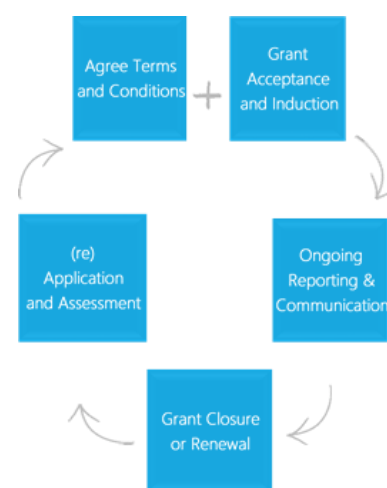 Agree Terms
and Conditions
+
Grant
Acceptance
and Induction
(re)
Application
and Assessment
Ongoing
Reporting &
Communication
Grant Closure
or Renewal